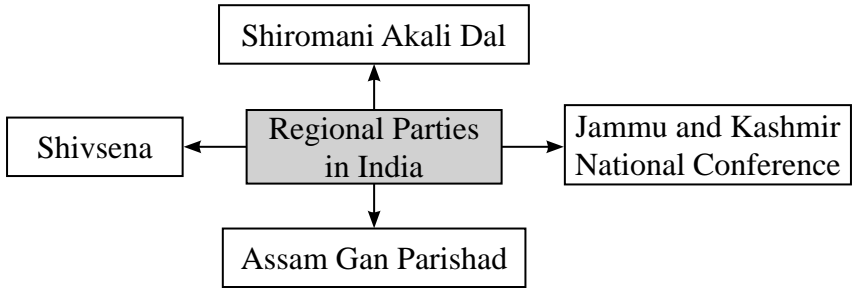 Shiromani Akali Dal
Shivsena
Regional Parties
in India
Jammu and Kashmir
National Conference
Assam Gan Parishad